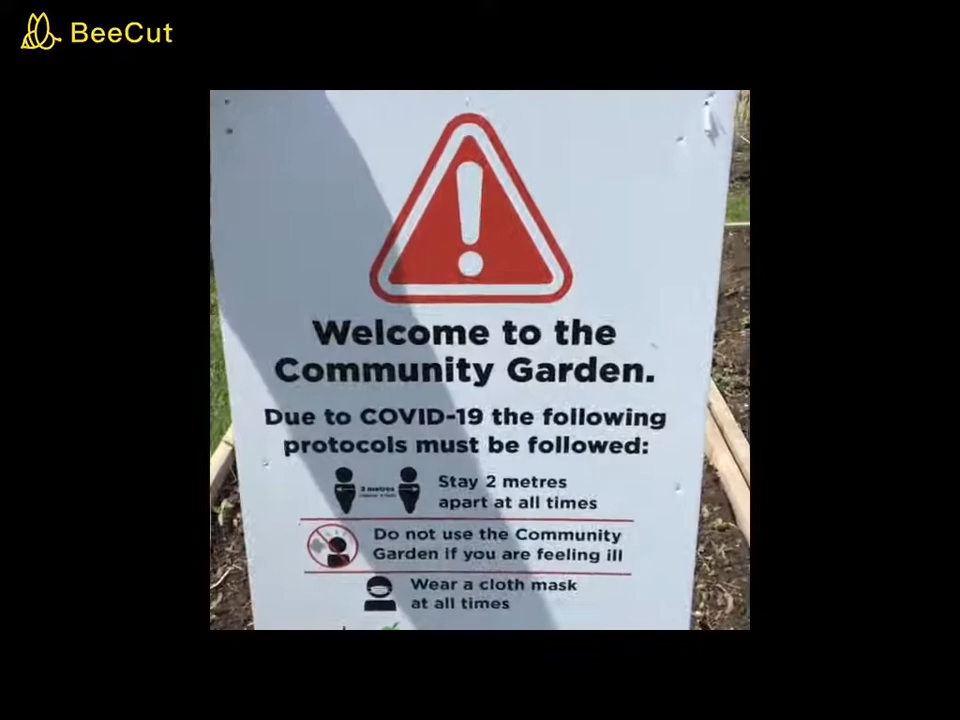 BeeCut
Welcome to the
Community Garden.
Due to COVID-19 the following
protocols must be followed:
2 metres
Stay 2 metres
apart at all times
Do not use the Community
Garden if you are feeling ill
Wear a cloth mask
at all times